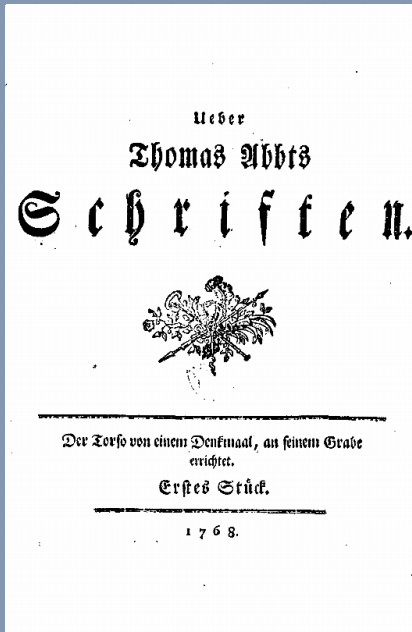 Ueber
Thomas Abbts
Schriften.
Der Torso von einem Denkmaal, an seinem Grabe
errichtet.
Erstes Stück.
1768.